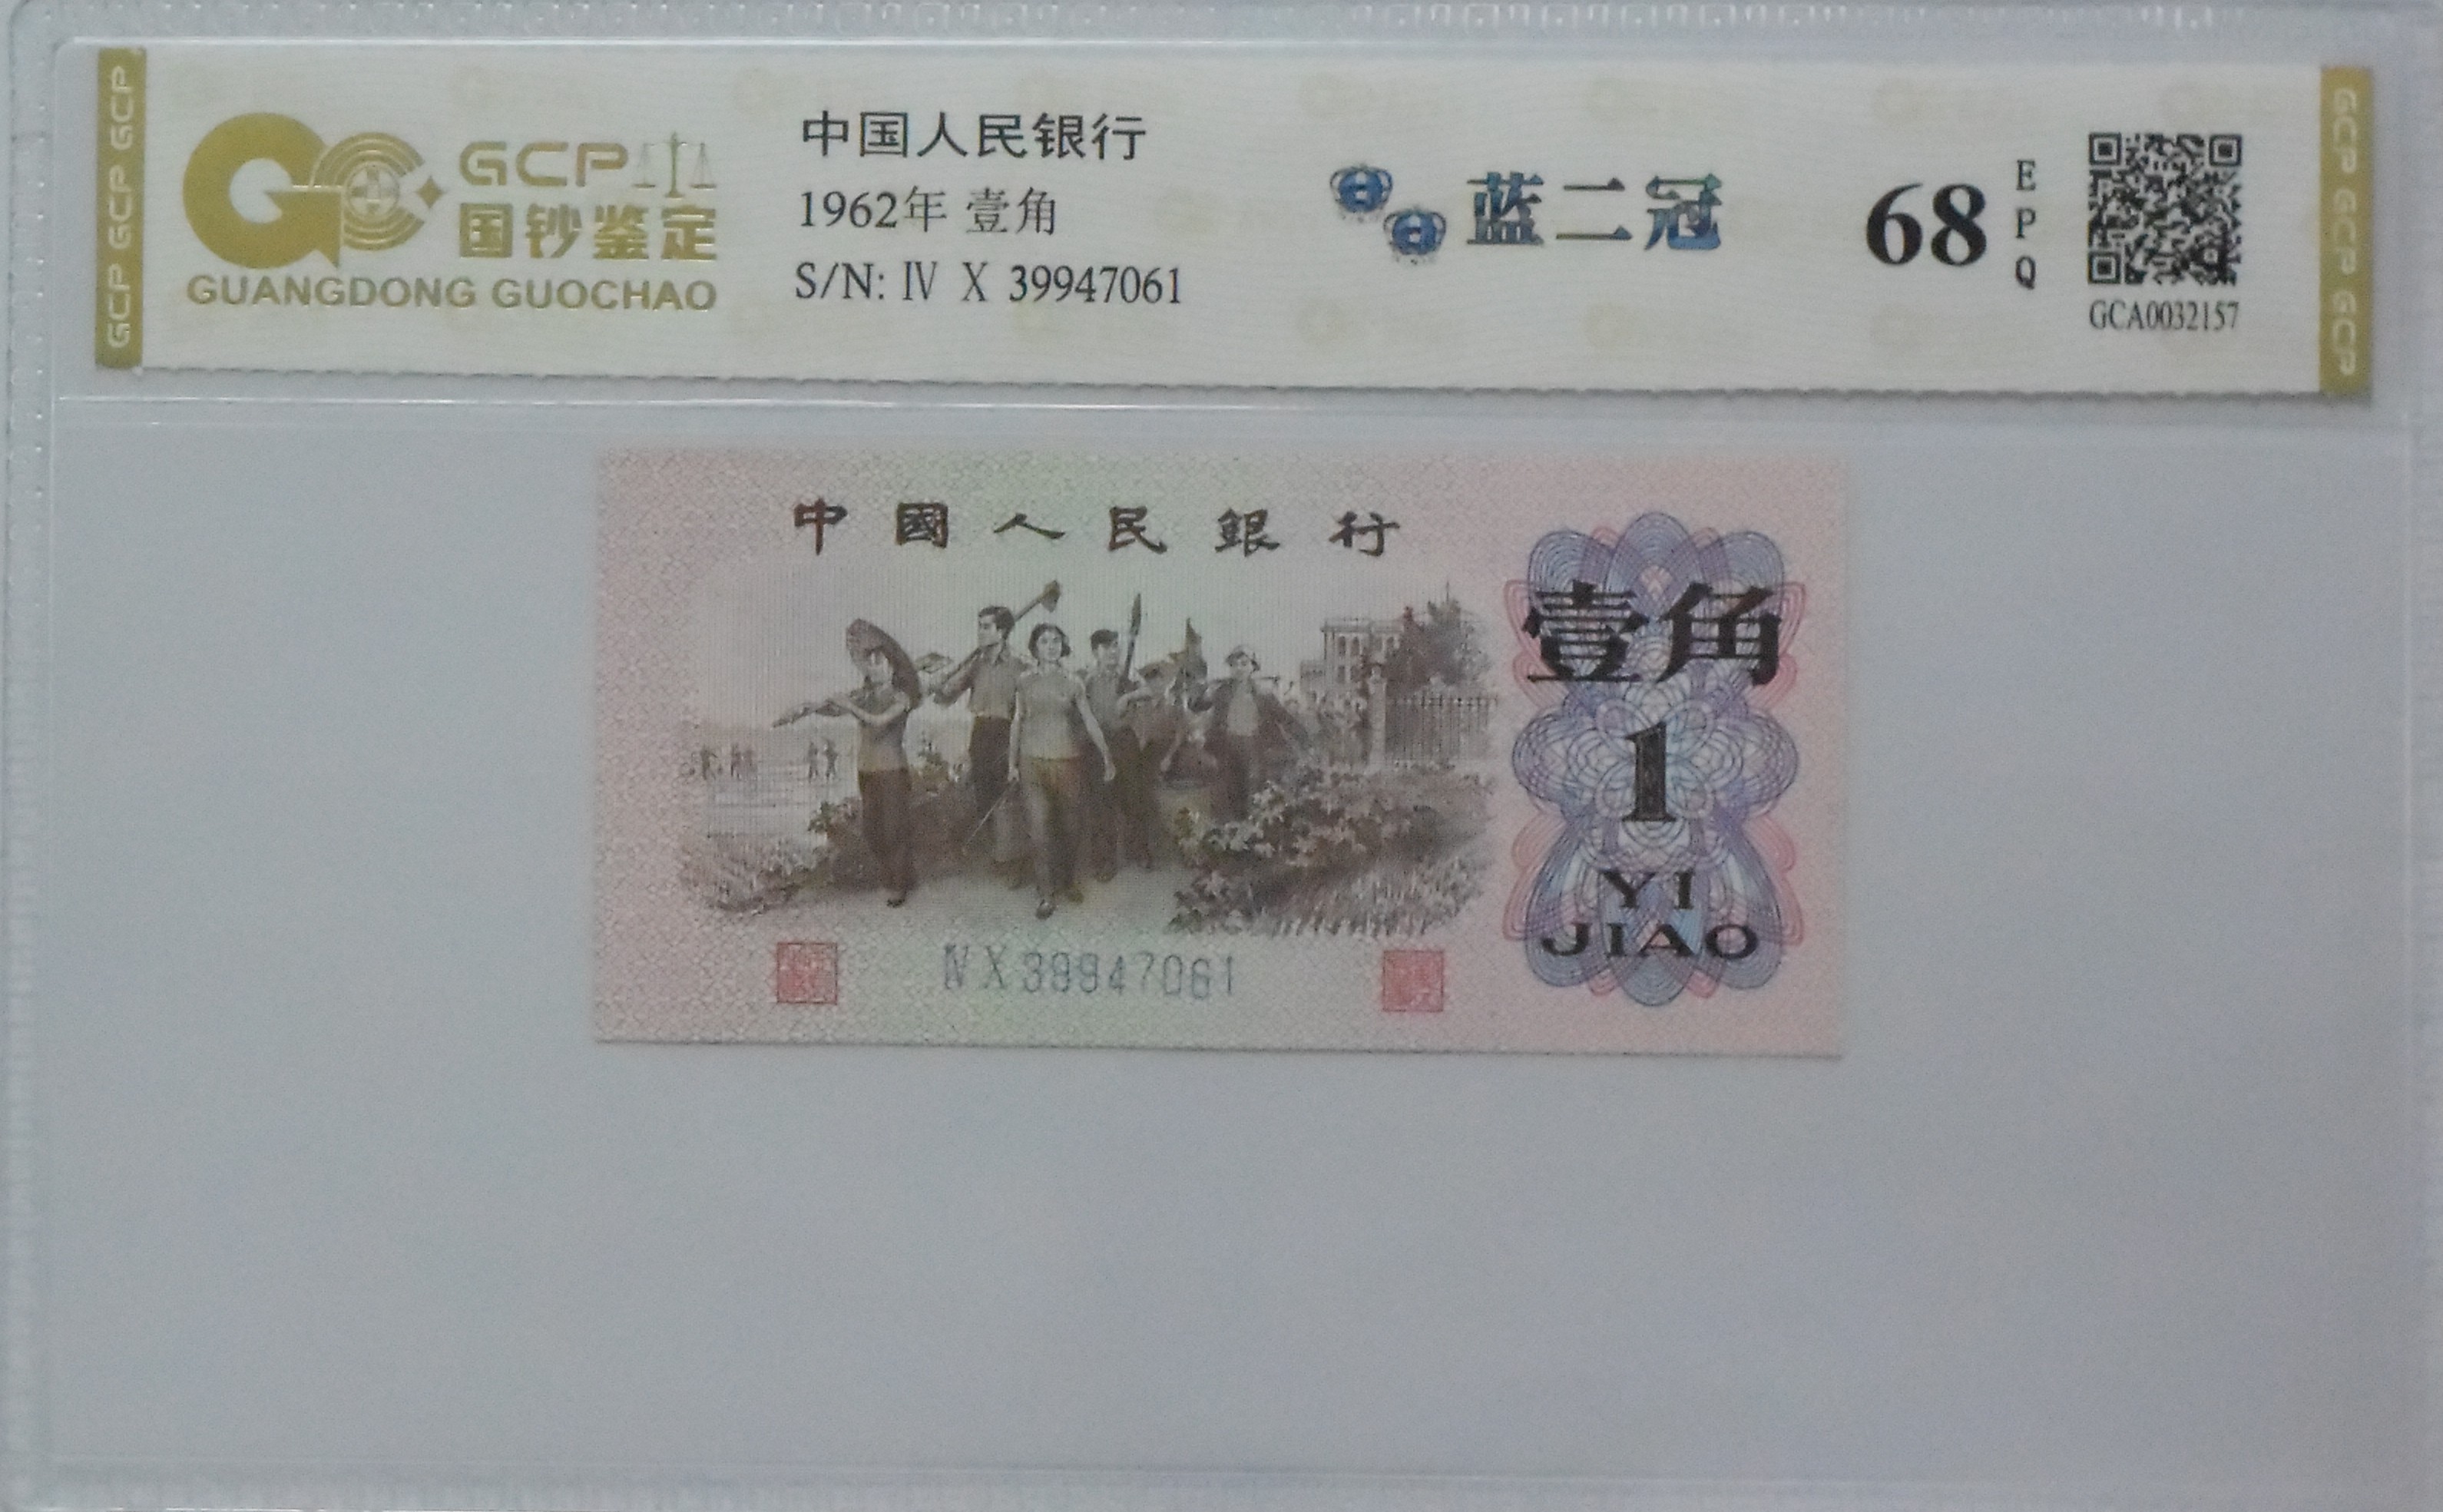 GCP GCP GCP
GCP
国钞鉴定
GUANGDONG GUOCHAO
中国人民银行
1962年 壹角
S/N: Ⅳ X 39947061
蓝二冠
68
E
P
Q
GCA0032157
GCP GCP GCP
中國人民銀行
壹角
1
YI
JIAO
Ⅳ X 39947061